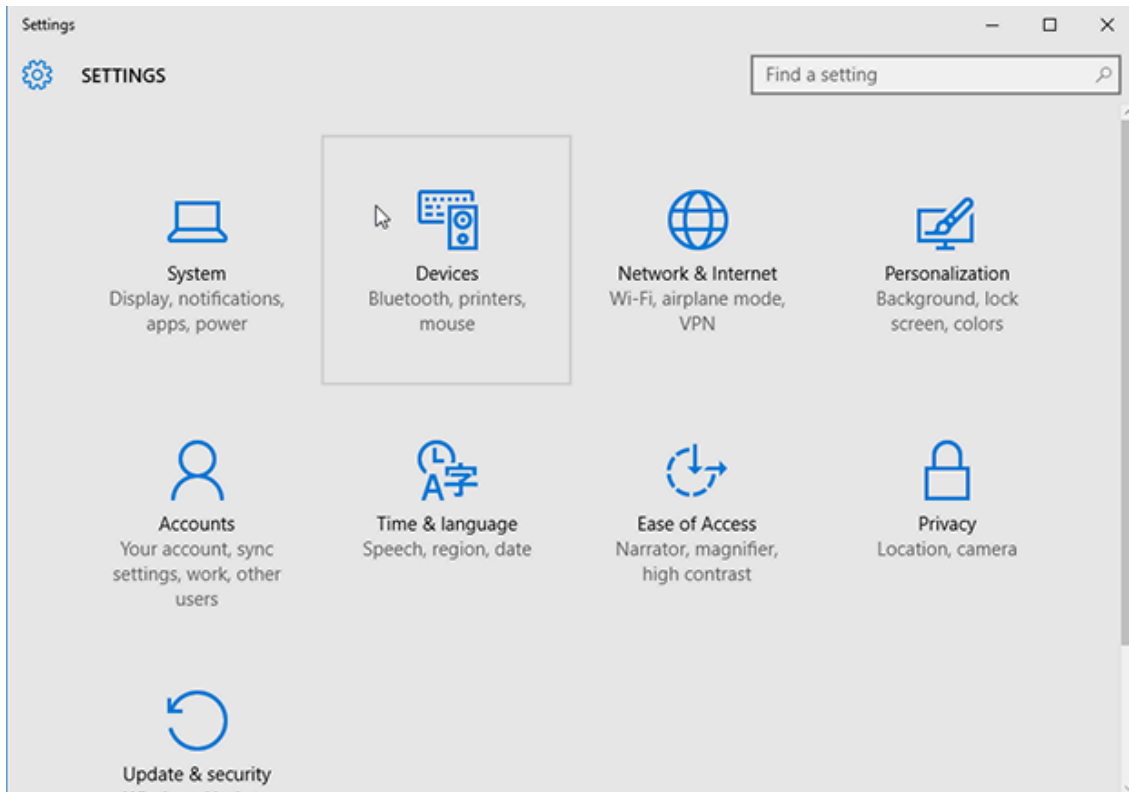 Settings
SETTINGS
Find a setting
System
Display, notifications,
apps, power
Devices
Bluetooth, printers,
mouse
Network & Internet
Wi-Fi, airplane mode,
VPN
Personalization
Background, lock
screen, colors
Accounts
Your account, sync
settings, work, other
users
A字
Time & language
Speech, region, date
Ease of Access
Narrator, magnifier,
high contrast
Privacy
Location, camera
Update & security